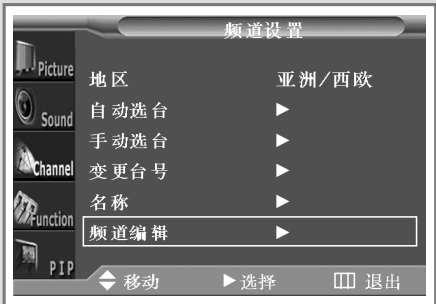 频道设置
Picture
Sound
Channel
Function
PIP
地区 亚洲/西欧
自动选台 ▶
手动选台 ▶
变更台号 ▶
名称 ▶
频道编辑 ▶
移动 ▶选择 退出